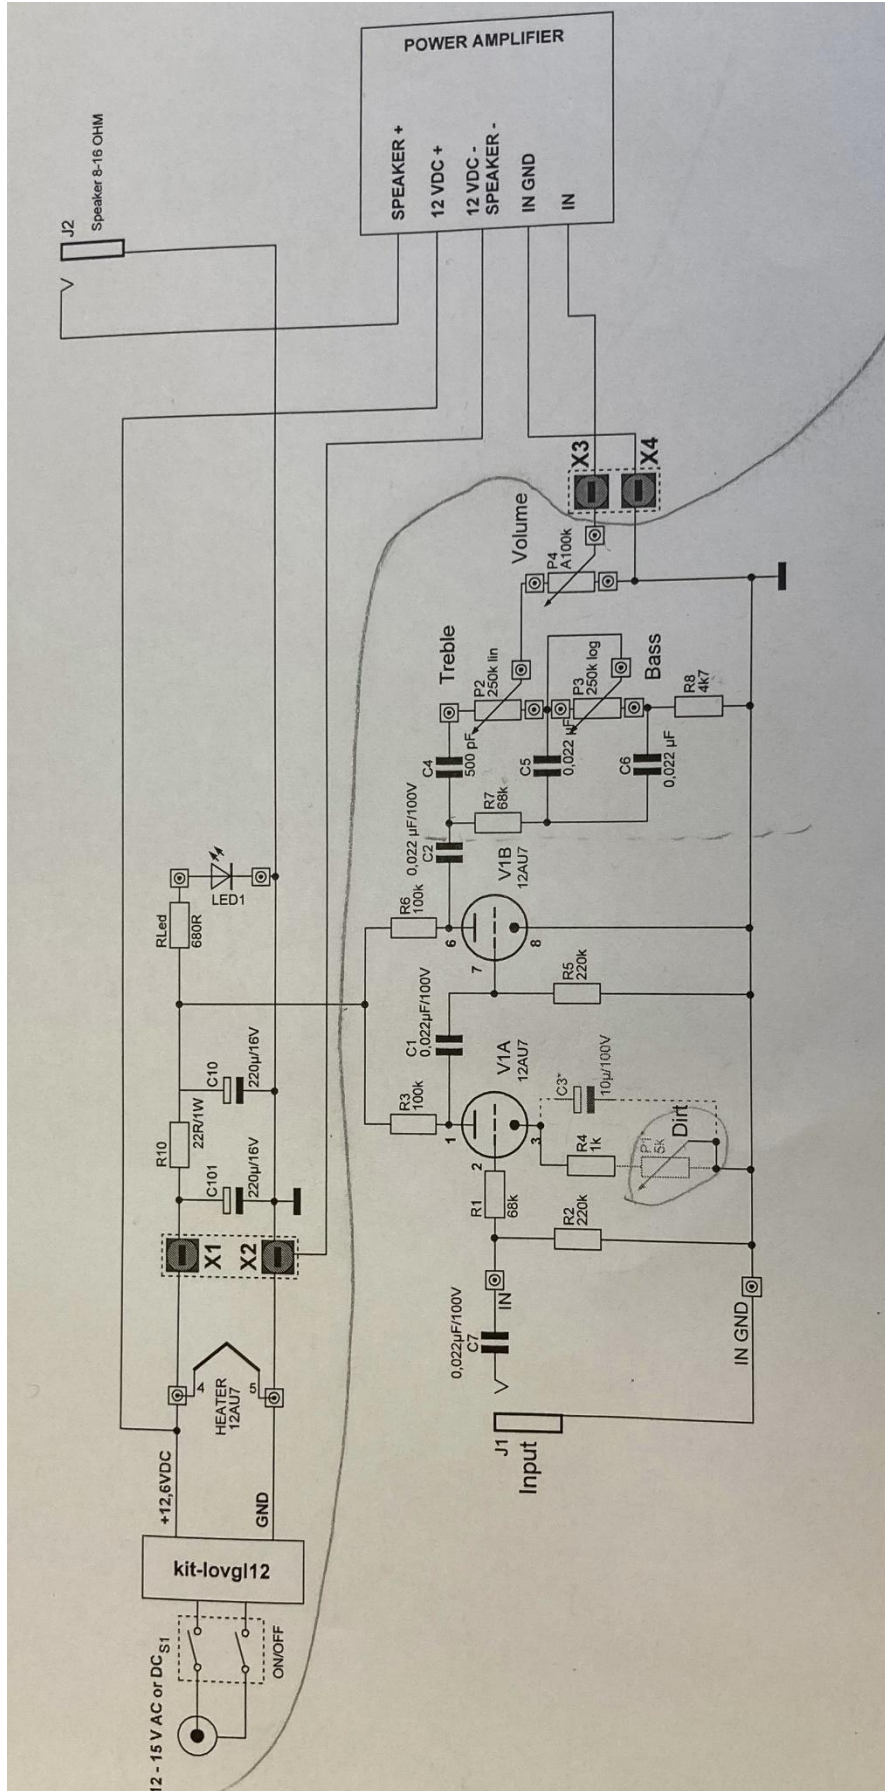 POWER AMPLIFIER
SPEAKER +
12 VDC +
12 VDC -
SPEAKER -
IN GND
IN
J2
Speaker 8-16 OHM
X3
X4
Volume
P4
A100k
Treble
P2
250k lin
P3
250k log
Bass
R8
4k7
C4
500 pF
C5
0,022 µF
C6
0,022 µF
R7
68k
0,022 µF/100V
C2
LED1
RLed
680R
R6
100k
V1B
12AU7
6
7
8
R5
220k
C1
0,022µF/100V
C10
220µ/16V
R10
22R/1W
C101
220µ/16V
R3
100k
V1A
12AU7
1
2
3
C3*
10µ/100V
R4
1k
P1*
5k
Dirt
R1
68k
R2
220k
X1
X2
0,022µF/100V
C7
IN
IN GND
J1
Input
4
5
HEATER
12AU7
+12,6VDC
GND
kit-lovgl12
S1
ON/OFF
12 - 15 V AC or DC